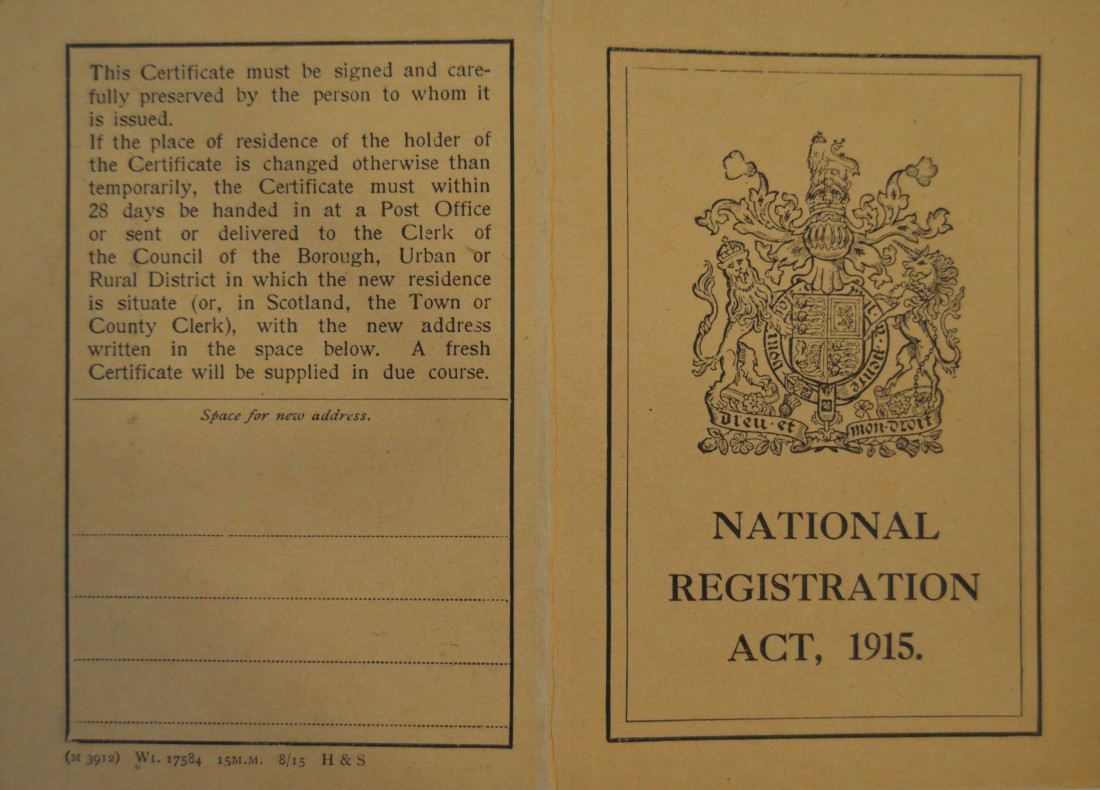 This Certificate must be signed and care-
fully preserved by the person to whom it
is issued.
If the place of residence of the holder of
the Certificate is changed otherwise than
temporarily, the Certificate must within
28 days be handed in at a Post Office
or sent or delivered to the Clerk of
the Council of the Borough, Urban or
Rural District in which the new residence
is situate (or, in Scotland, the Town or
County Clerk), with the new address
written in the space below. A fresh
Certificate will be supplied in due course.
Space for new address.
(M 3912) Wt. 17584 15M.M. 8/15 H & S
Dieu · et mon · Droit
NATIONAL
REGISTRATION
ACT, 1915.